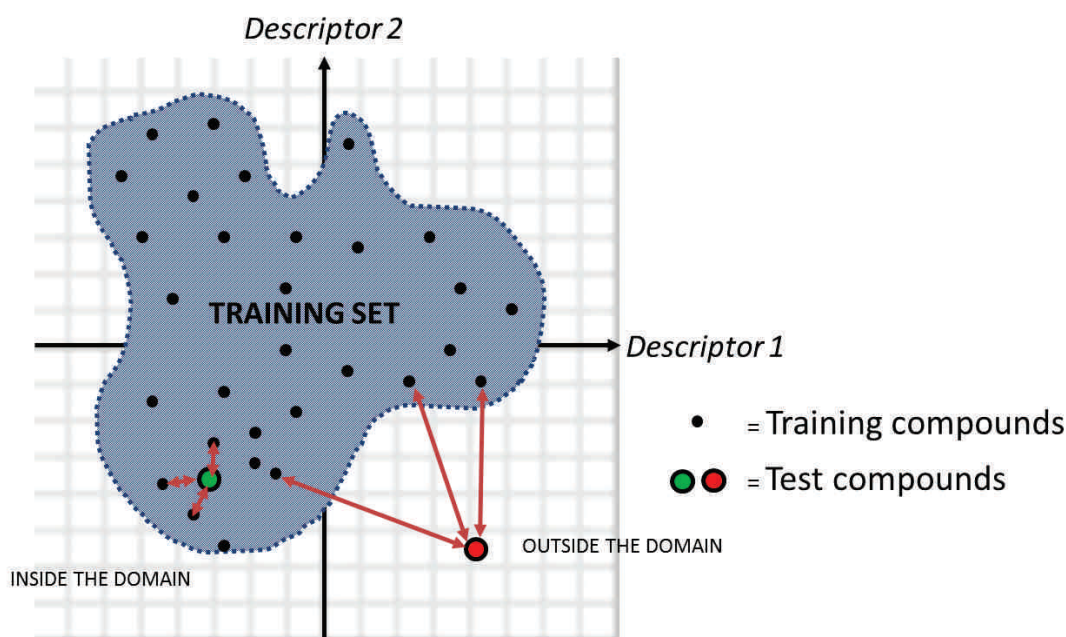 Descriptor 2
TRAINING SET
Descriptor 1
= Training compounds
= Test compounds
OUTSIDE THE DOMAIN
INSIDE THE DOMAIN